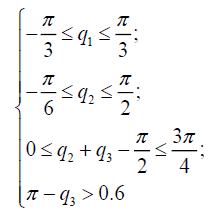 -π/3 ≤ q₁ ≤ π/3;
-π/6 ≤ q₂ ≤ π/2;
0 ≤ q₂ + q₃ - π/2 ≤ 3π/4;
π - q₃ > 0.6